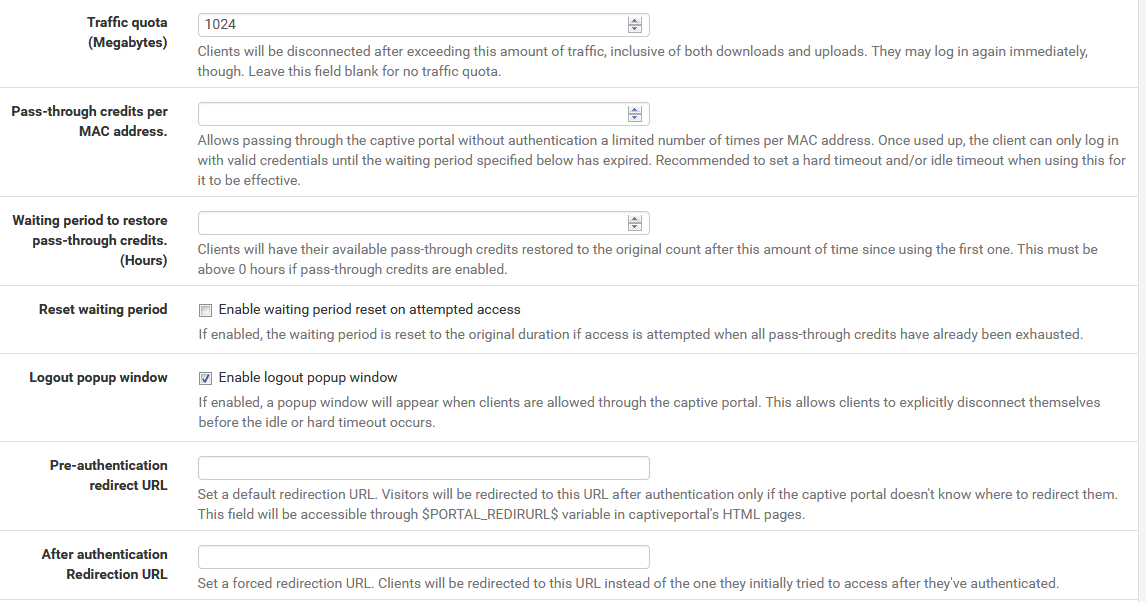 Traffic quota
(Megabytes)
1024
Clients will be disconnected after exceeding this amount of traffic, inclusive of both downloads and uploads. They may log in again immediately,
though. Leave this field blank for no traffic quota.
Pass-through credits per
MAC address.
Allows passing through the captive portal without authentication a limited number of times per MAC address. Once used up, the client can only log in
with valid credentials until the waiting period specified below has expired. Recommended to set a hard timeout and/or idle timeout when using this for
it to be effective.
Waiting period to restore
pass-through credits.
(Hours)
Clients will have their available pass-through credits restored to the original count after this amount of time since using the first one. This must be
above 0 hours if pass-through credits are enabled.
Reset waiting period
Enable waiting period reset on attempted access
If enabled, the waiting period is reset to the original duration if access is attempted when all pass-through credits have already been exhausted.
Logout popup window
Enable logout popup window
If enabled, a popup window will appear when clients are allowed through the captive portal. This allows clients to explicitly disconnect themselves
before the idle or hard timeout occurs.
Pre-authentication
redirect URL
Set a default redirection URL. Visitors will be redirected to this URL after authentication only if the captive portal doesn't know where to redirect them.
This field will be accessible through $PORTAL_REDIRURL$ variable in captiveportal's HTML pages.
After authentication
Redirection URL
Set a forced redirection URL. Clients will be redirected to this URL instead of the one they initially tried to access after they've authenticated.